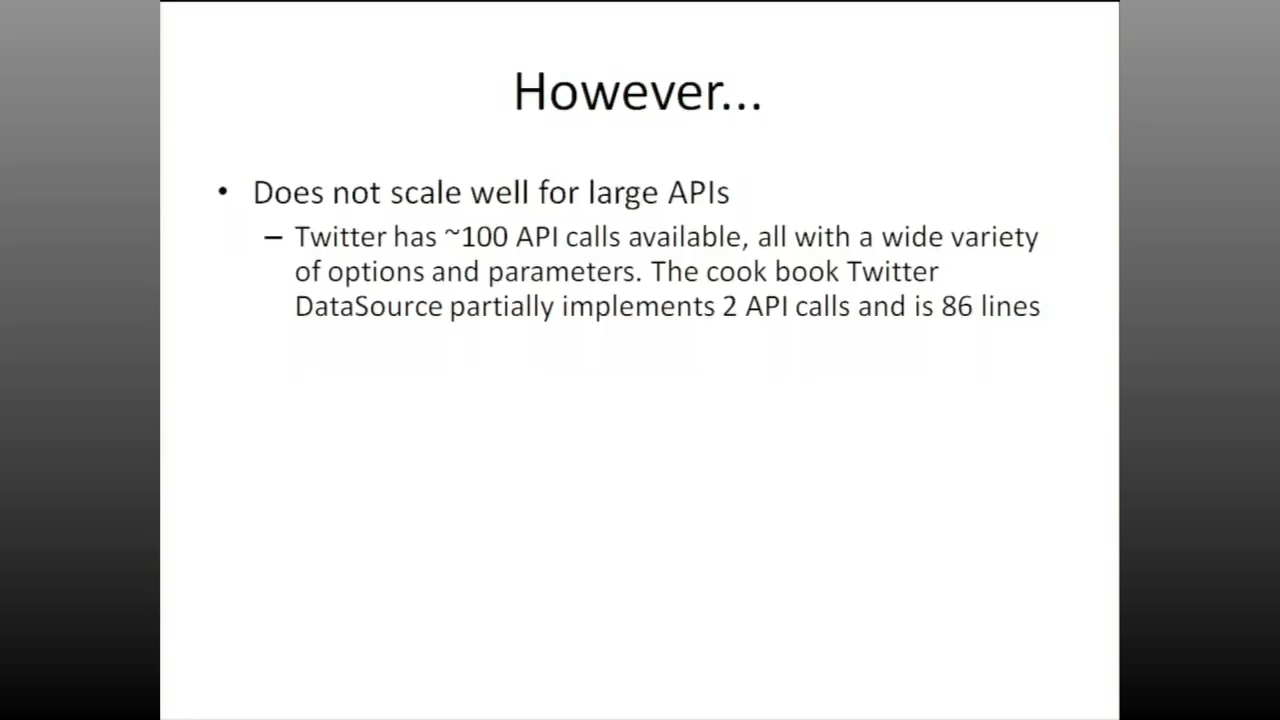 However...
• Does not scale well for large APIs
– Twitter has ~100 API calls available, all with a wide variety
of options and parameters. The cook book Twitter
DataSource partially implements 2 API calls and is 86 lines